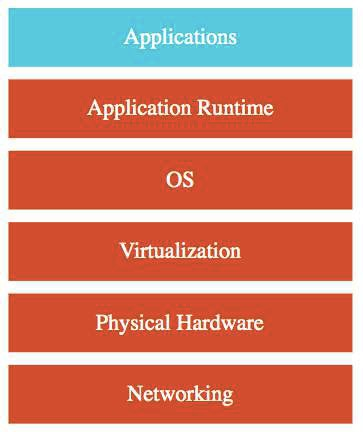 Applications
Application Runtime
OS
Virtualization
Physical Hardware
Networking